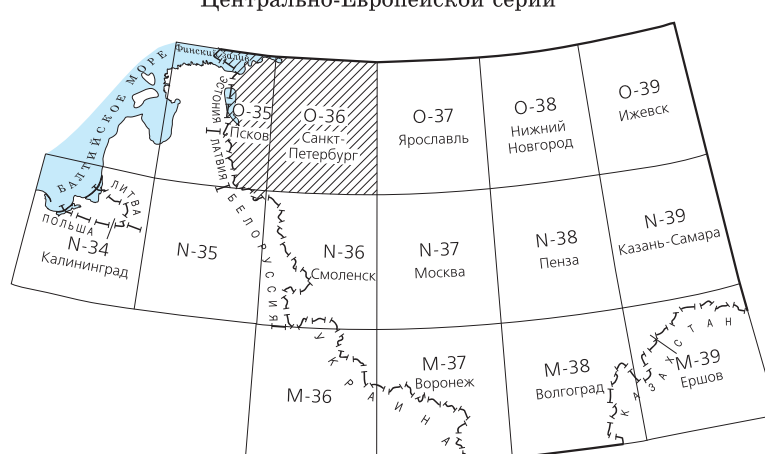 Центрально-Европейской серии
БАЛТИЙСКОЕ МОРЕ
Финский залив
ЭСТОНИЯ
ЛАТВИЯ
О-35
Псков
О-36
Санкт-
Петербург
О-37
Ярославль
О-38
Нижний
Новгород
О-39
Ижевск
ЛИТВА
ПОЛЬША
N-34
Калининград
N-35
БЕЛОРУССИЯ
N-36
Смоленск
N-37
Москва
N-38
Пенза
N-39
Казань-Самара
УКРАИНА
М-36
М-37
Воронеж
М-38
Волгоград
КАЗАХСТАН
М-39
Ершов